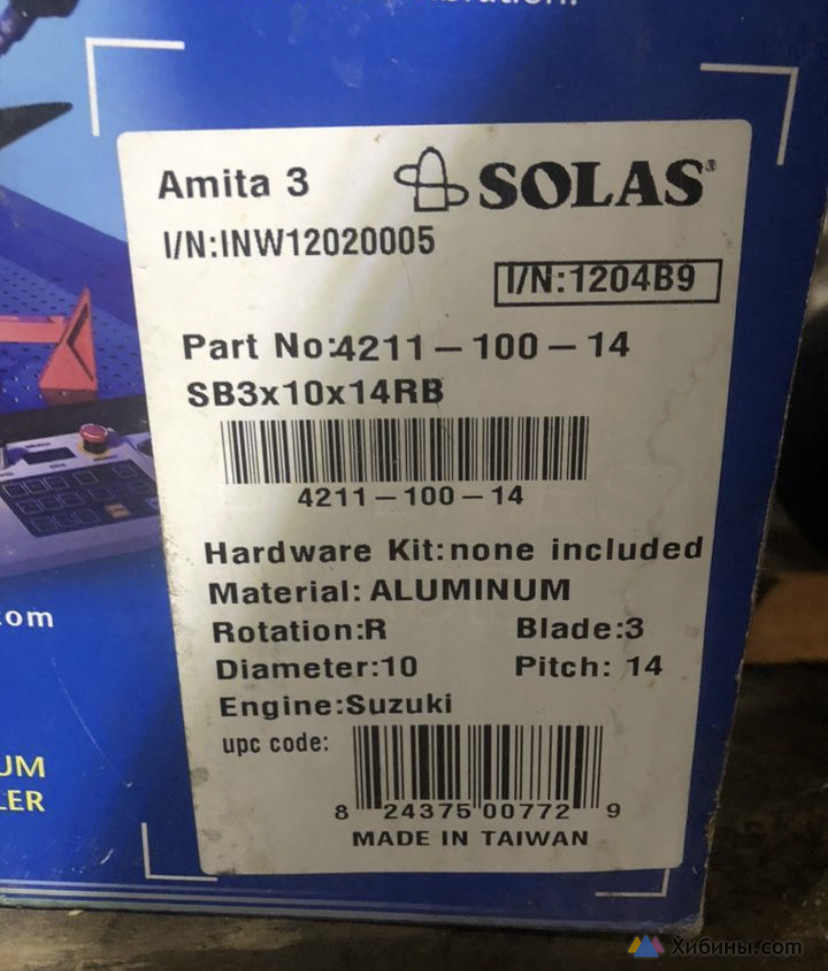 Amita 3 SOLAS®
I/N:INW12020005
I/N:1204B9
Part No:4211-100-14
SB3x10x14RB
4211-100-14
Hardware Kit:none included
Material: ALUMINUM
Rotation:R Blade:3
Diameter:10 Pitch: 14
Engine:Suzuki
upc code:
8 24375 00772 9
MADE IN TAIWAN
om
UM
LER
Хибины.com